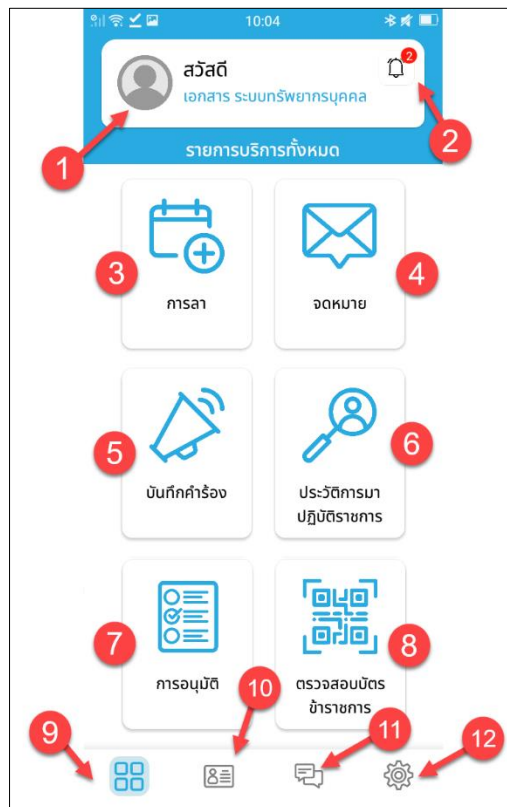 10:04
สวัสดี
2
เอกสาร ระบบทรัพยากรบุคคล
1
2
รายการบริการทั้งหมด
3
การลา
4
จดหมาย
5
บันทึกคำร้อง
6
ประวัติการมา
ปฏิบัติราชการ
7
การอนุมัติ
8
ตรวจสอบบัตร
ข้าราชการ
9
10
11
12